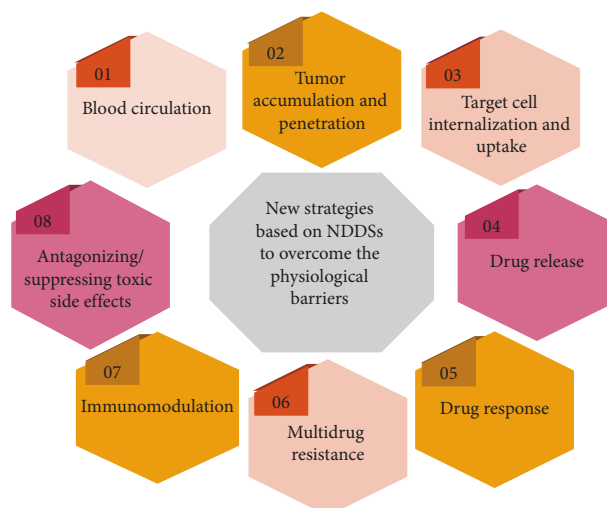 01
Blood circulation
02
Tumor
accumulation and
penetration
03
Target cell
internalization and
uptake
08
Antagonizing/
suppressing toxic
side effects
New strategies
based on NDDSs
to overcome the
physiological
barriers
04
Drug release
07
Immunomodulation
06
Multidrug
resistance
05
Drug response